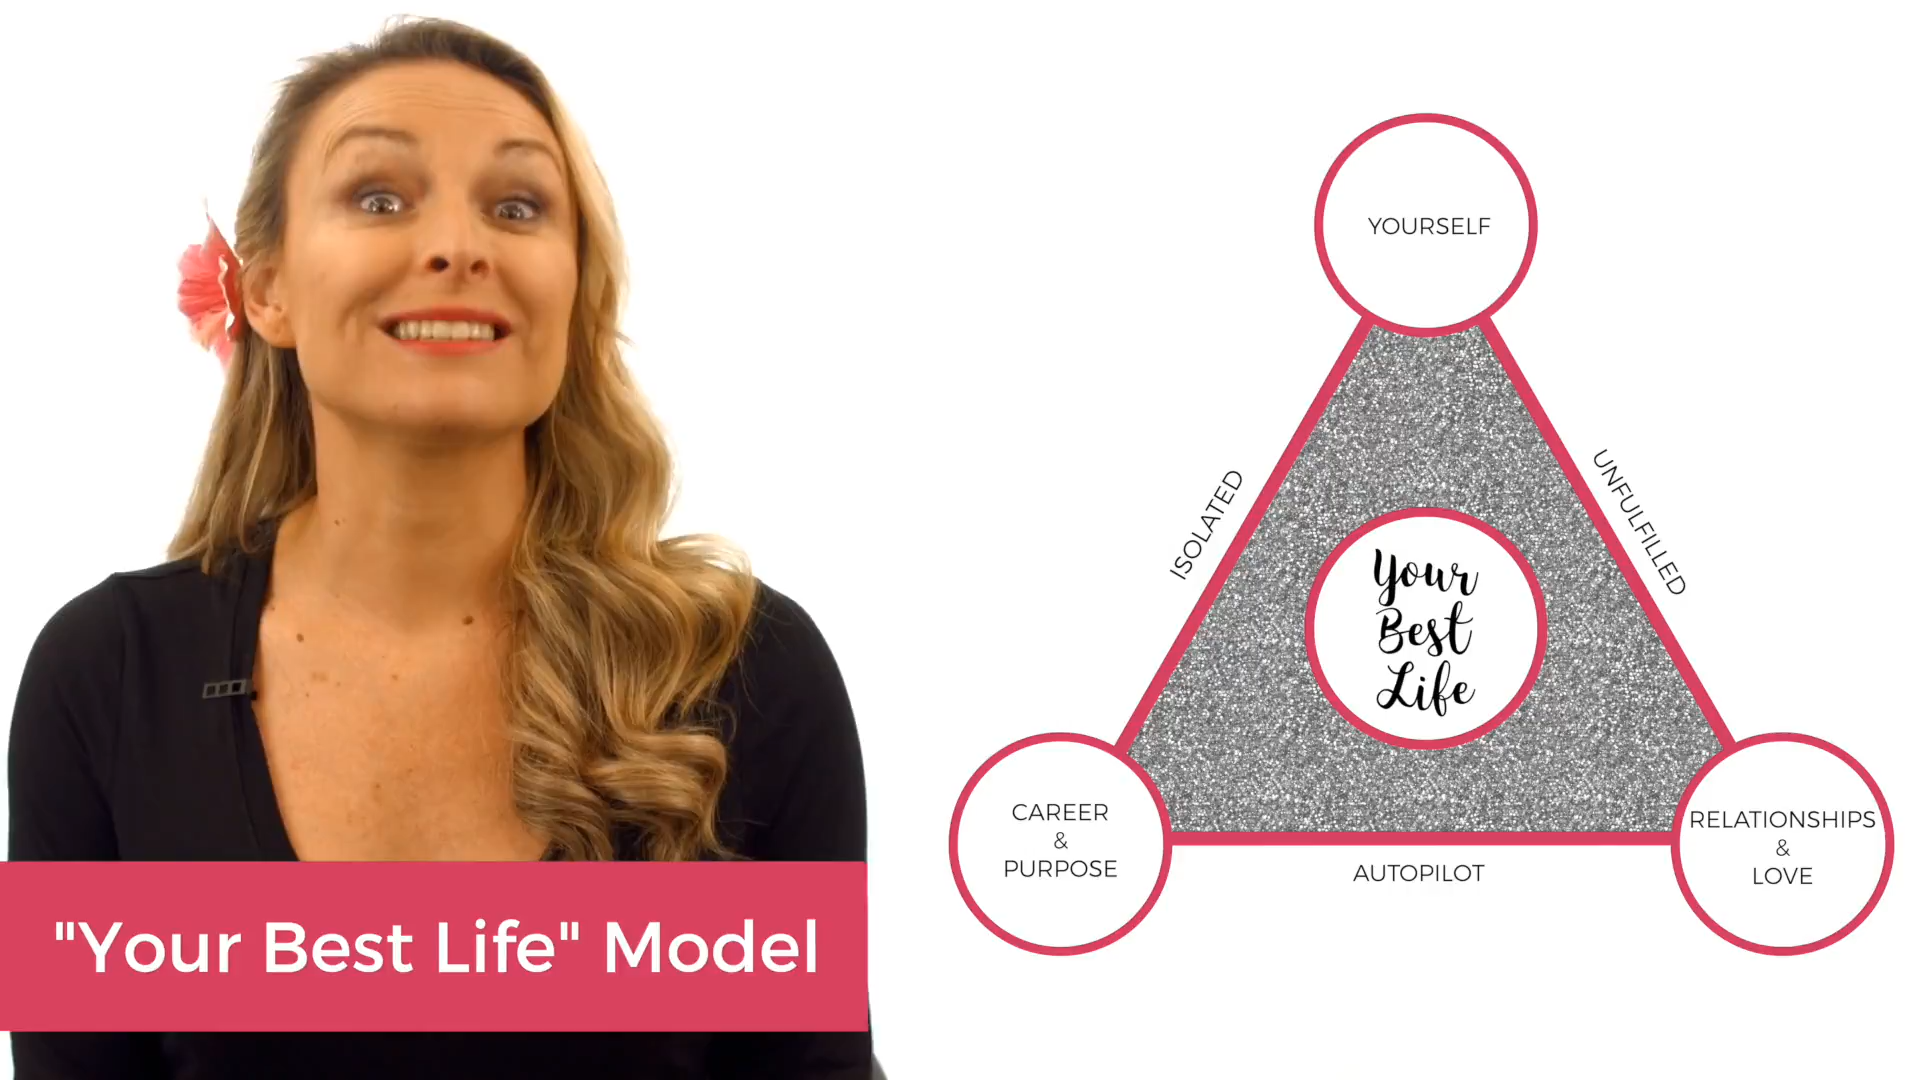 "Your Best Life" Model
YOURSELF
ISOLATED
UNFULFILLED
Your
Best
Life
CAREER
&
PURPOSE
RELATIONSHIPS
&
LOVE
AUTOPILOT